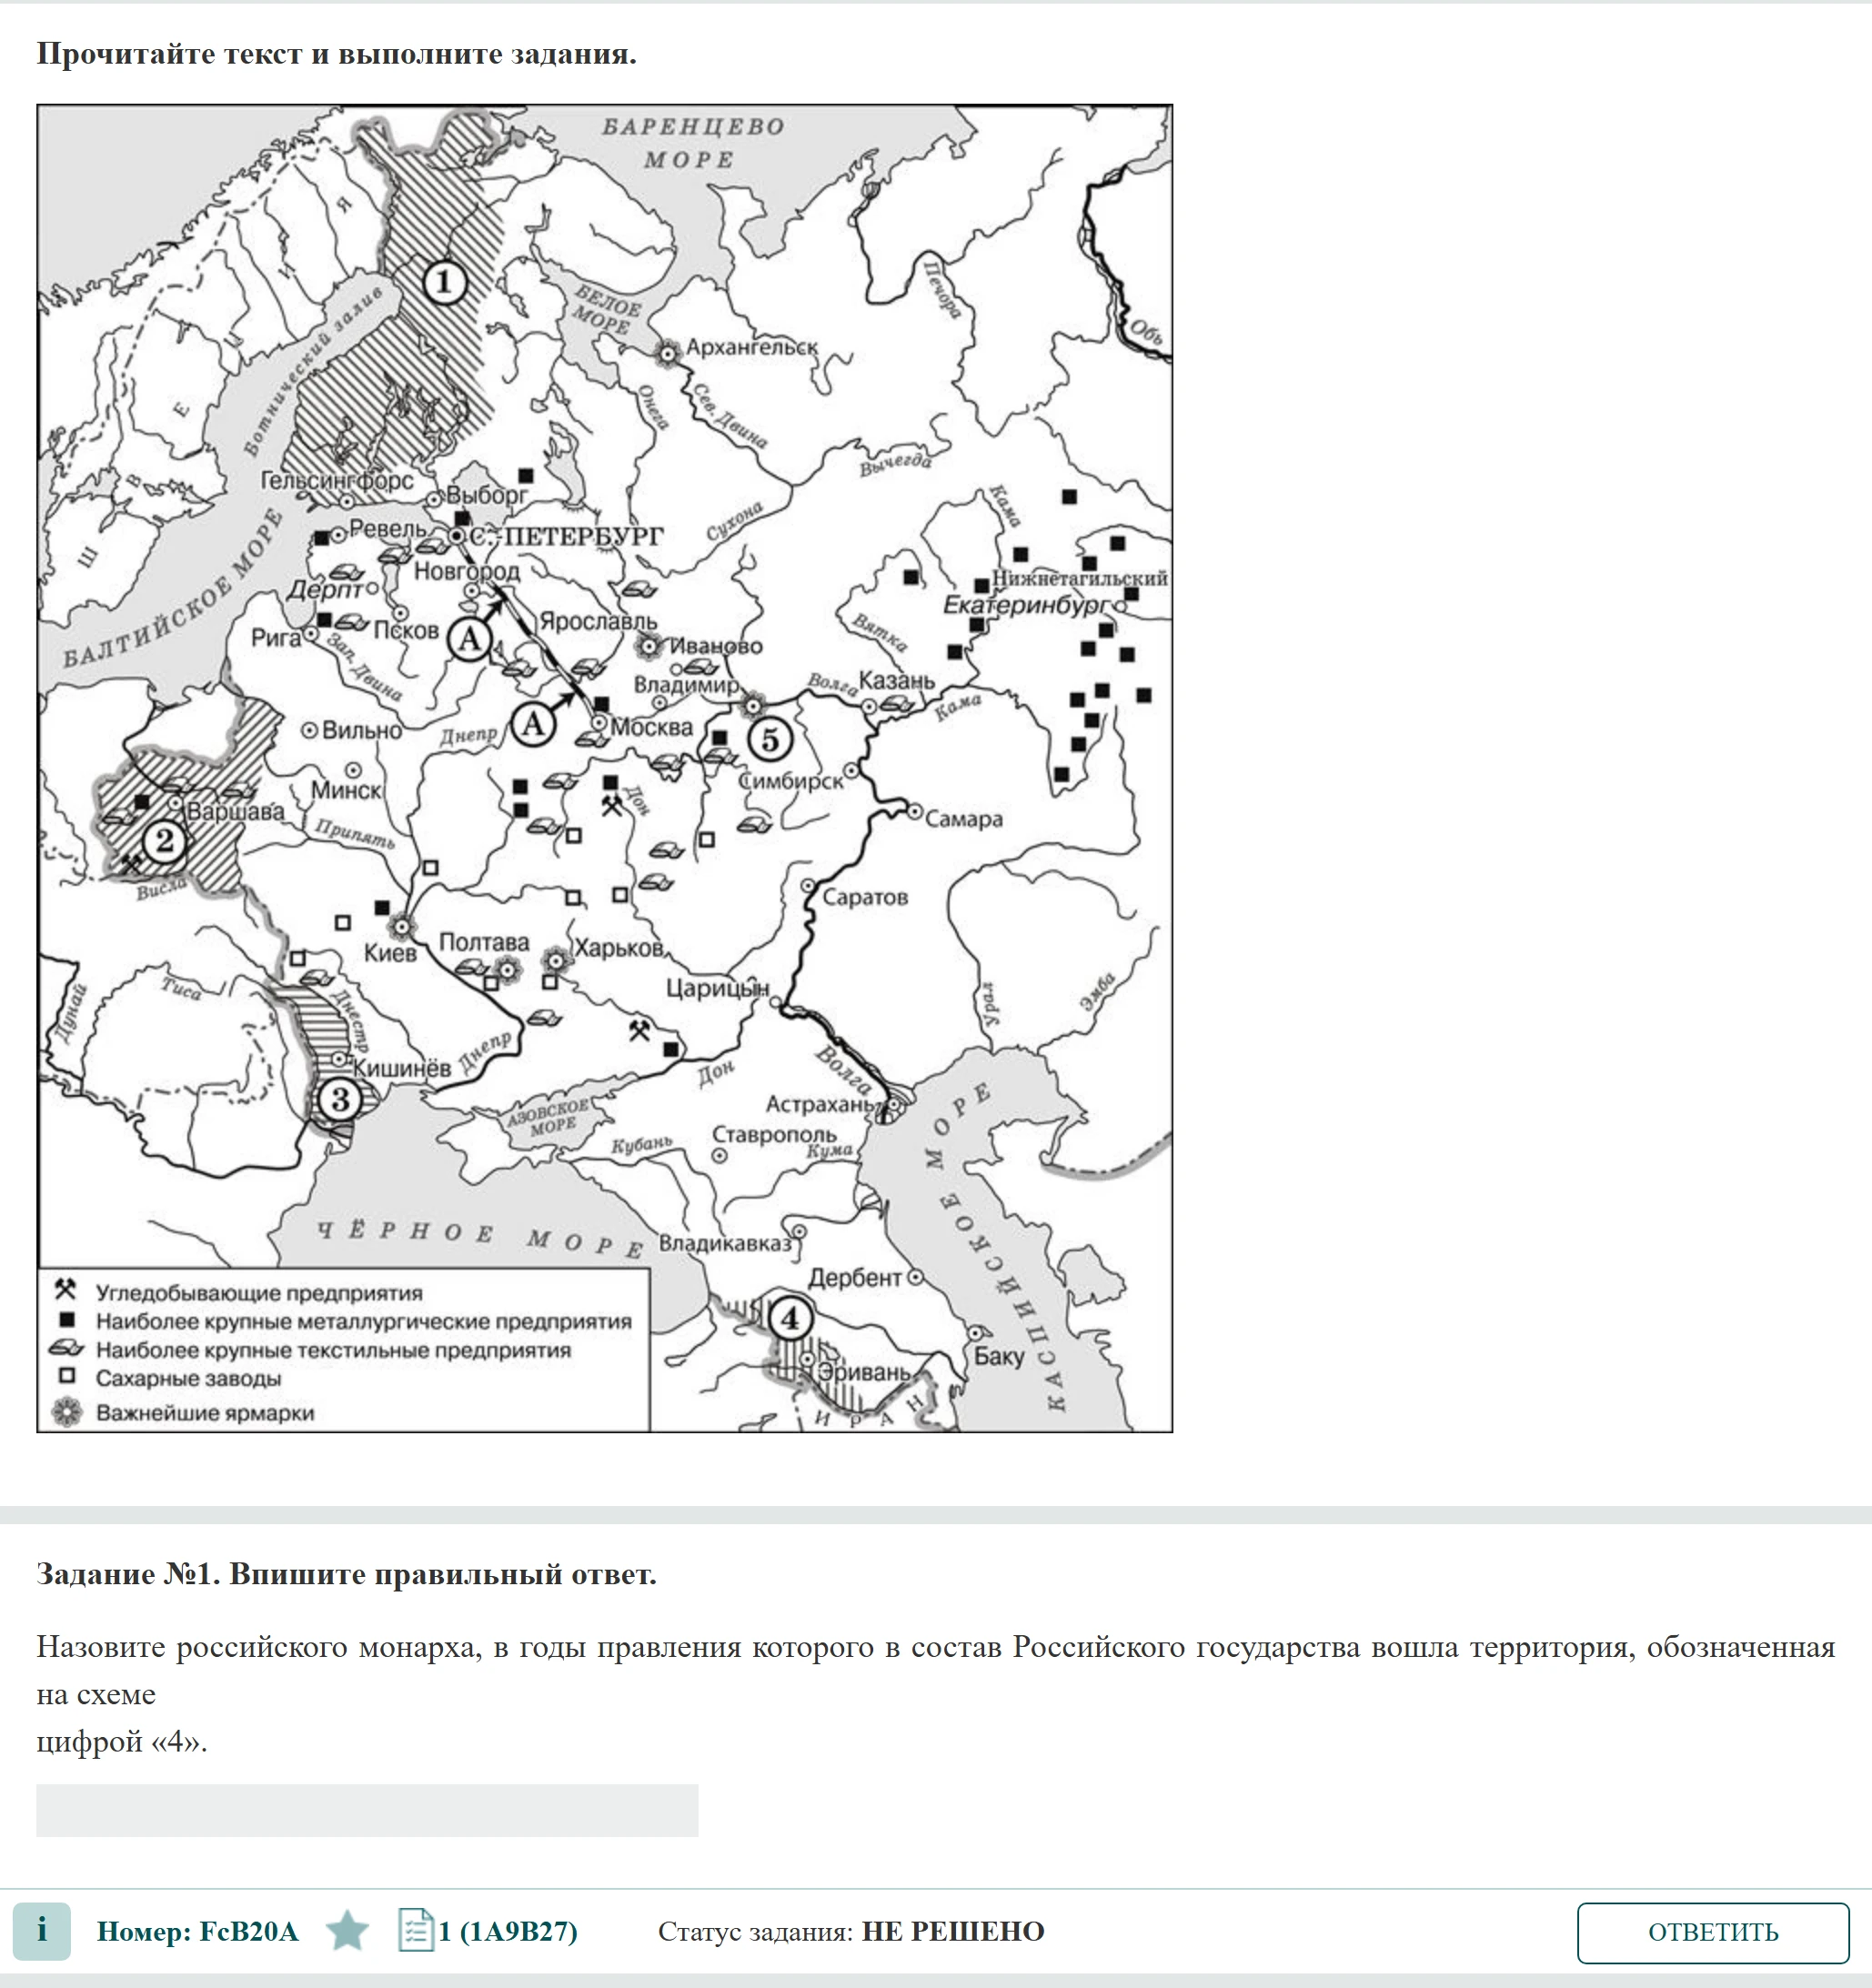 Прочитайте текст и выполните задания.
БАРЕНЦЕВО
МОРЕ
ШВЕЦИЯ
1
Печора
Обь
БЕЛОЕ
МОРЕ
Ботнический залив
Архангельск
Онега
Сев. Двина
Вычегда
Гельсингфорс
Выборг
Кама
Сухона
Ревель
С.-ПЕТЕРБУРГ
БАЛТИЙСКОЕ МОРЕ
Новгород
Нижнетагильский
Дерпт
Екатеринбург
Рига
Псков
А
Ярославль
Вятка
Зап. Двина
Иваново
Владимир
Волга
Казань
Кама
Вильно
Днепр
А
Москва
5
Минск
Симбирск
Варшава
Дон
Самара
2
Припять
Висла
Саратов
Киев
Полтава
Харьков
Тиса
Дунай
Днестр
Царицын
Урал
Эмба
Кишинёв
Днепр
Дон
Волга
3
АЗОВСКОЕ
МОРЕ
Астрахань
Кубань
Ставрополь
Кума
КАСПИЙСКОЕ МОРЕ
ЧЁРНОЕ МОРЕ
Владикавказ
Дербент
4
Баку
Эривань
ИРАН
Угледобывающие предприятия
Наиболее крупные металлургические предприятия
Наиболее крупные текстильные предприятия
Сахарные заводы
Важнейшие ярмарки
Задание №1. Впишите правильный ответ.
Назовите российского монарха, в годы правления которого в состав Российского государства вошла территория, обозначенная
на схеме
цифрой «4».
i Номер: FcB20A 1 (1A9B27) Статус задания: НЕ РЕШЕНО ОТВЕТИТЬ